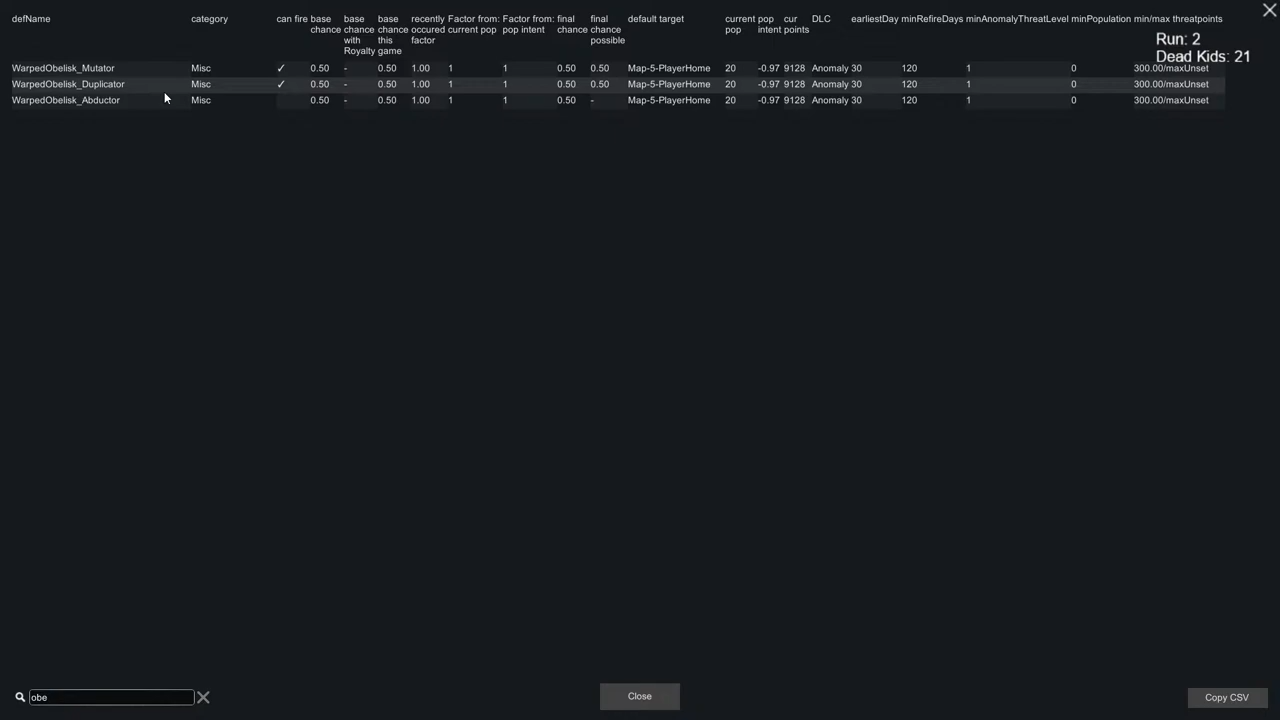 defName category can fire base chance base chance with Royalty base chance this game recently occured factor Factor from: current pop Factor from: pop intent final chance final chance possible default target current pop pop intent cur points DLC earliestDay minRefireDays minAnomalyThreatLevel minPopulation min/max threatpoints
Run: 2
Dead Kids: 21
WarpedObelisk_Mutator Misc ✓ 0.50 - 0.50 1.00 1 1 0.50 0.50 Map-5-PlayerHome 20 -0.97 9128 Anomaly 30 120 1 0 300.00/maxUnset
WarpedObelisk_Duplicator Misc ✓ 0.50 - 0.50 1.00 1 1 0.50 0.50 Map-5-PlayerHome 20 -0.97 9128 Anomaly 30 120 1 0 300.00/maxUnset
WarpedObelisk_Abductor Misc 0.50 - 0.50 1.00 1 1 0.50 - Map-5-PlayerHome 20 -0.97 9128 Anomaly 30 120 1 0 300.00/maxUnset
obe
Close
Copy CSV